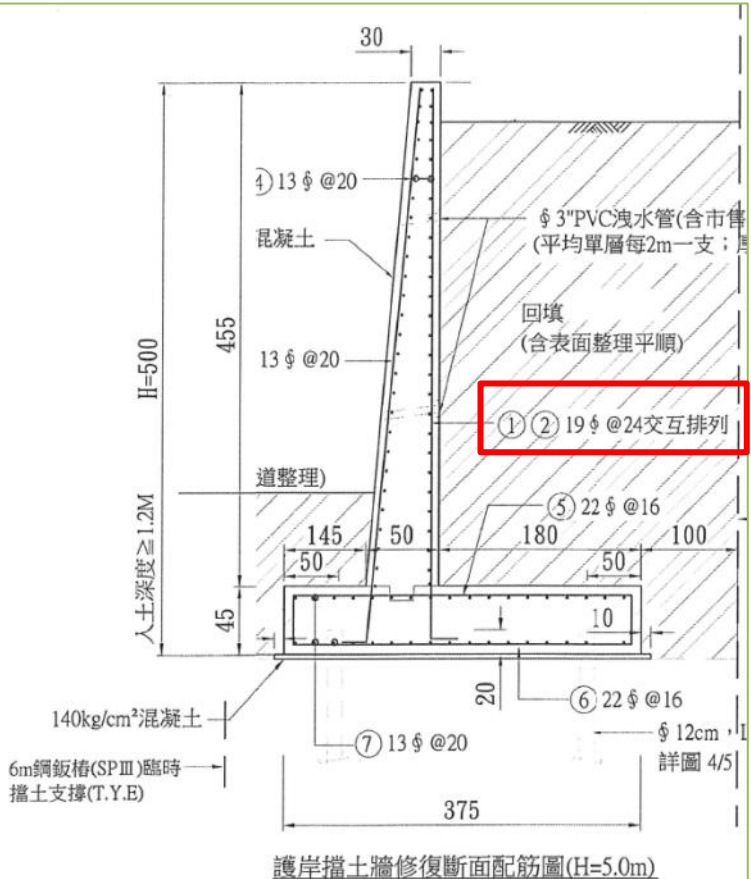 30
④ 13 ϕ @20
混凝土
ϕ 3"PVC洩水管(含市售
(平均單層每2m一支；
回填
(含表面整理平順)
H=500
455
13 ϕ @20
① ② 19 ϕ @24交互排列
道整理)
⑤ 22 ϕ @16
145
50
180
100
50
50
入土深度≧1.2M
45
10
20
⑥ 22 ϕ @16
140kg/cm²混凝土
⑦ 13 ϕ @20
ϕ 12cm，
詳圖 4/5
6m鋼鈑樁(SPⅢ)臨時
擋土支撐(T.Y.E)
375
護岸擋土牆修復斷面配筋圖(H=5.0m)